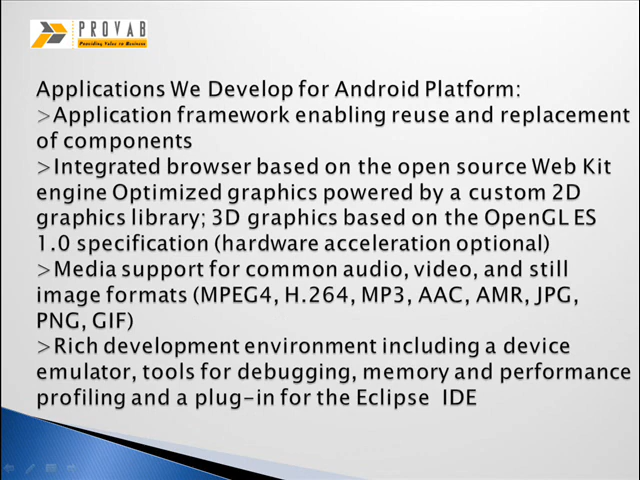 PROVAB
Providing Value to Business
Applications We Develop for Android Platform:
>Application framework enabling reuse and replacement
of components
>Integrated browser based on the open source Web Kit
engine Optimized graphics powered by a custom 2D
graphics library; 3D graphics based on the OpenGL ES
1.0 specification (hardware acceleration optional)
>Media support for common audio, video, and still
image formats (MPEG4, H.264, MP3, AAC, AMR, JPG,
PNG, GIF)
>Rich development environment including a device
emulator, tools for debugging, memory and performance
profiling and a plug-in for the Eclipse  IDE